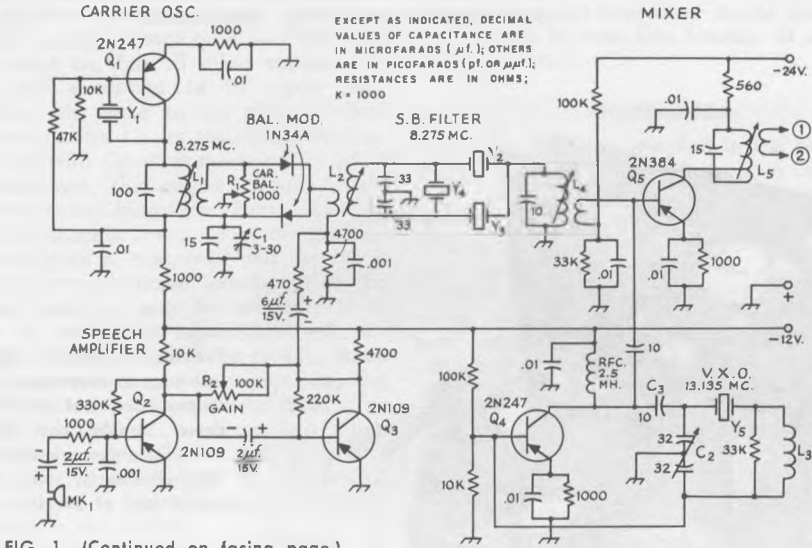 CARRIER OSC.
EXCEPT AS INDICATED, DECIMAL
VALUES OF CAPACITANCE ARE
IN MICROFARADS (µf.); OTHERS
ARE IN PICOFARADS (pf. OR µµf.);
RESISTANCES ARE IN OHMS;
K = 1000
MIXER
2N247
Q1
1000
.01
10K
Y1
47K
8.275 MC.
100
L1
.01
1000
BAL. MOD.
1N34A
CAR.
BAL.
1000
R1
15
C1
3-30
L2
S.B. FILTER
8.275 MC.
33
33
Y2
Y4
Y3
10
L4
4700
.001
470
6µf.
15V.
100K
33K
.01
2N384
Q5
.01
560
-24V.
15
L5
1
2
.01
1000
+
-12V.
SPEECH
AMPLIFIER
10K
330K
Q2
1000
2µf.
15V.
.001
MK1
2N109
R2
100K
GAIN
2µf.
15V.
220K
4700
2N109
Q3
100K
10K
.01
RFC.
2.5
MH.
10
2N247
Q4
.01
1000
C3
10
V.X.O.
13.135 MC.
Y5
32
C2
32
33K
L3
FIG. 1 (Continued on facing page.)